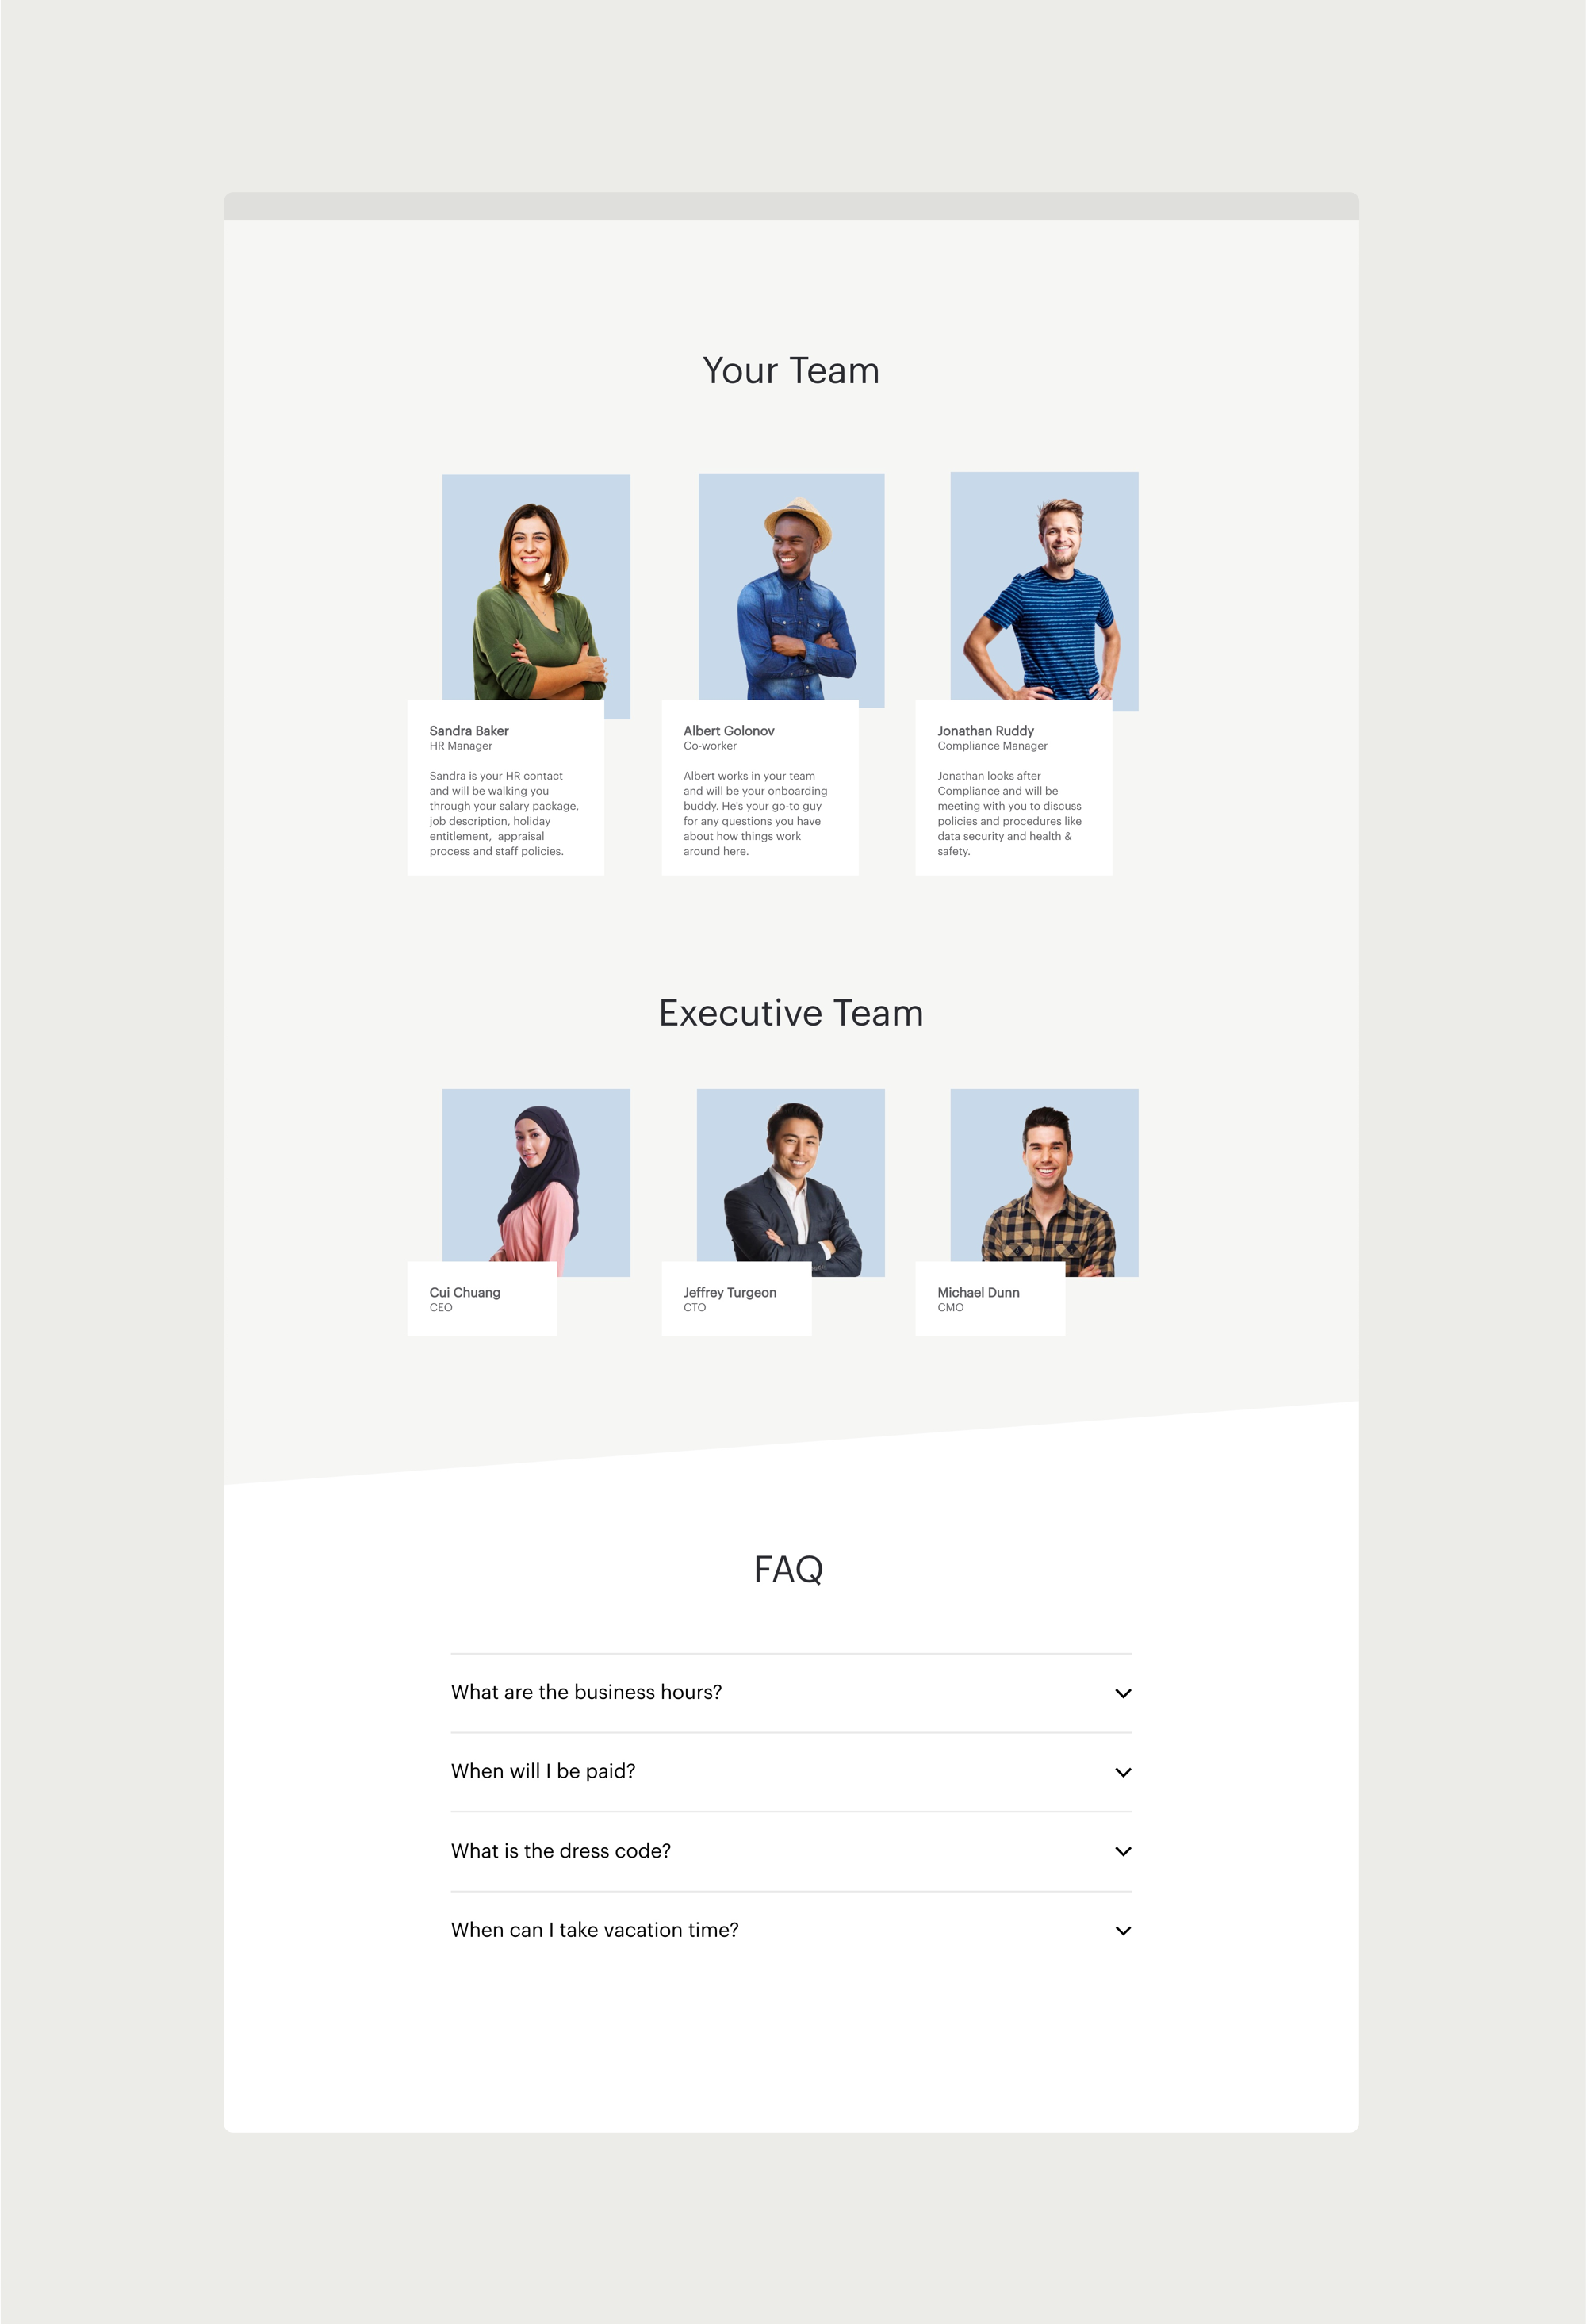 Your Team
Sandra Baker
HR Manager
Sandra is your HR contact
and will be walking you
through your salary package,
job description, holiday
entitlement,  appraisal
process and staff policies.
Albert Golonov
Co-worker
Albert works in your team
and will be your onboarding
buddy. He's your go-to guy
for any questions you have
about how things work
around here.
Jonathan Ruddy
Compliance Manager
Jonathan looks after
Compliance and will be
meeting with you to discuss
policies and procedures like
data security and health &
safety.
Executive Team
Cui Chuang
CEO
Jeffrey Turgeon
CTO
Michael Dunn
CMO
FAQ
What are the business hours?
When will I be paid?
What is the dress code?
When can I take vacation time?